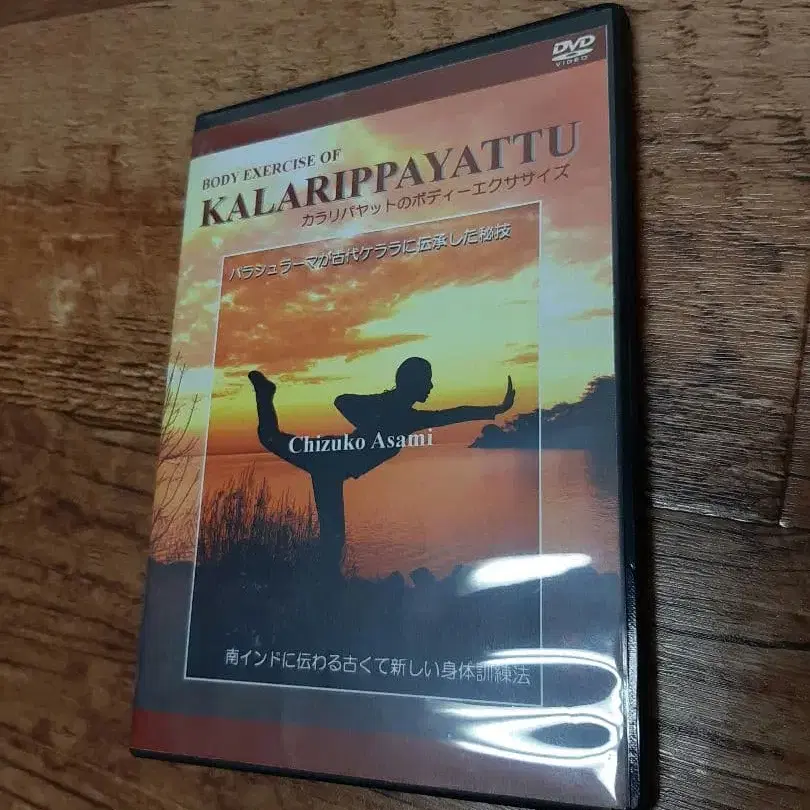 DVD
VIDEO
BODY EXERCISE OF
KALARIPPAYATTU
カラリパヤットのボディーエクササイズ
パラシュラーマが古代ケララに伝承した秘技
Chizuko Asami
南インドに伝わる古くて新しい身体訓練法